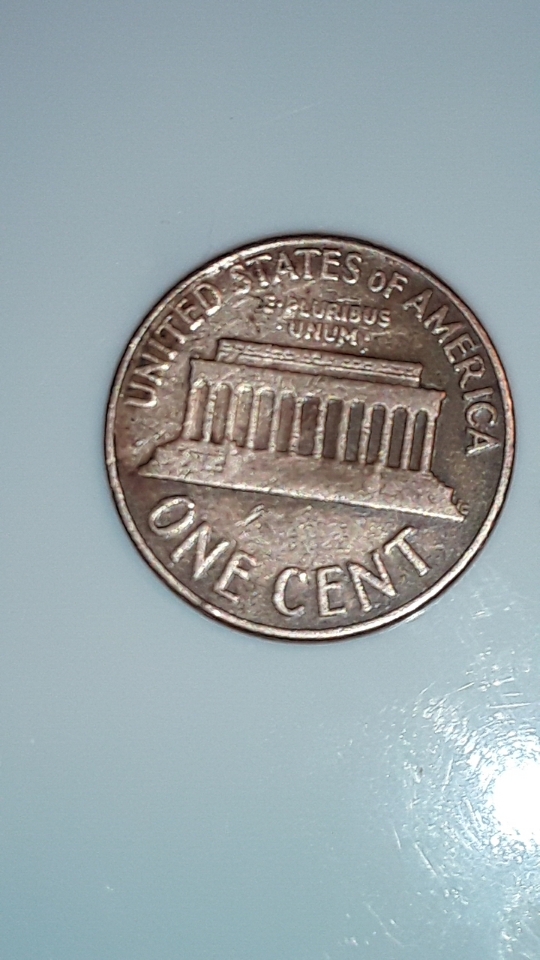 UNITED STATES OF AMERICA
E·PLURIBUS
UNUM
ONE CENT